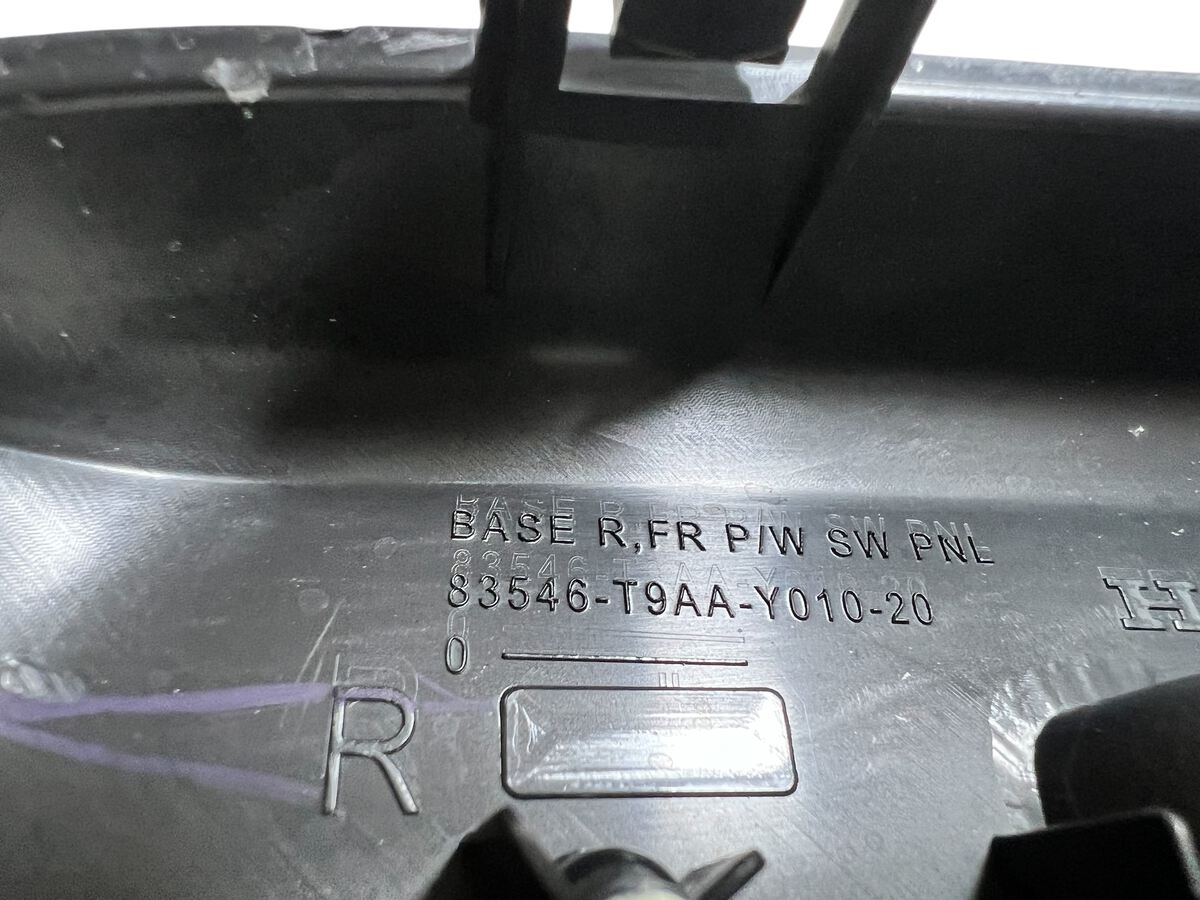 BASE R,FR P/W SW PNL
83546-T9AA-Y010-20
0
R
H